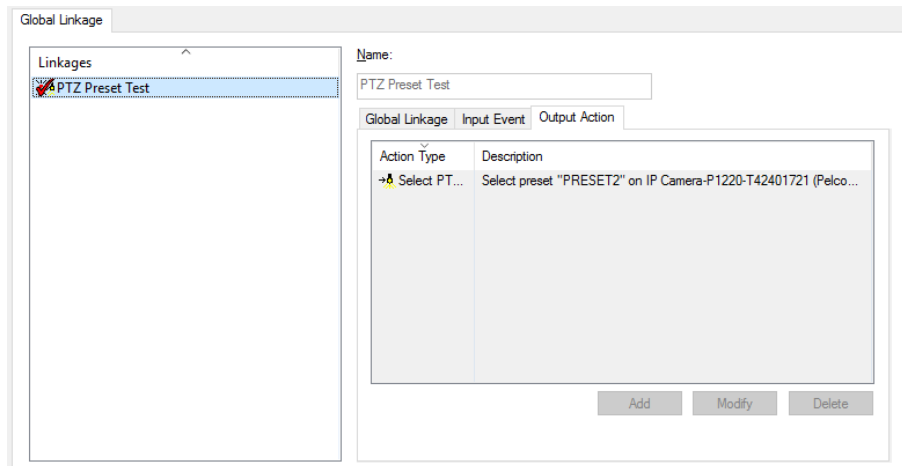 Global Linkage
Linkages
PTZ Preset Test
Name:
PTZ Preset Test
Global Linkage Input Event Output Action
Action Type Description
Select PT... Select preset "PRESET2" on IP Camera-P1220-T42401721 (Pelco...
Add Modify Delete